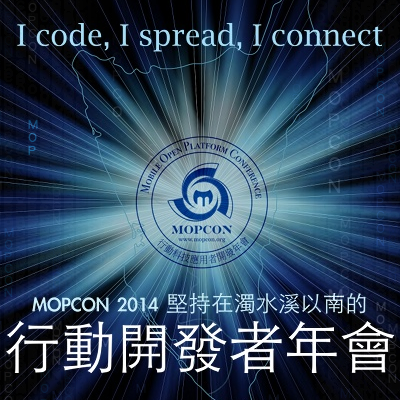 I code, I spread, I connect
MOP
MOBILE OPEN PLATFORM CONFERENCE
m
MOPCON
www.mopcon.org
行動科技應用者開發年會
MOPCON 2014 堅持在濁水溪以南的
行動開發者年會